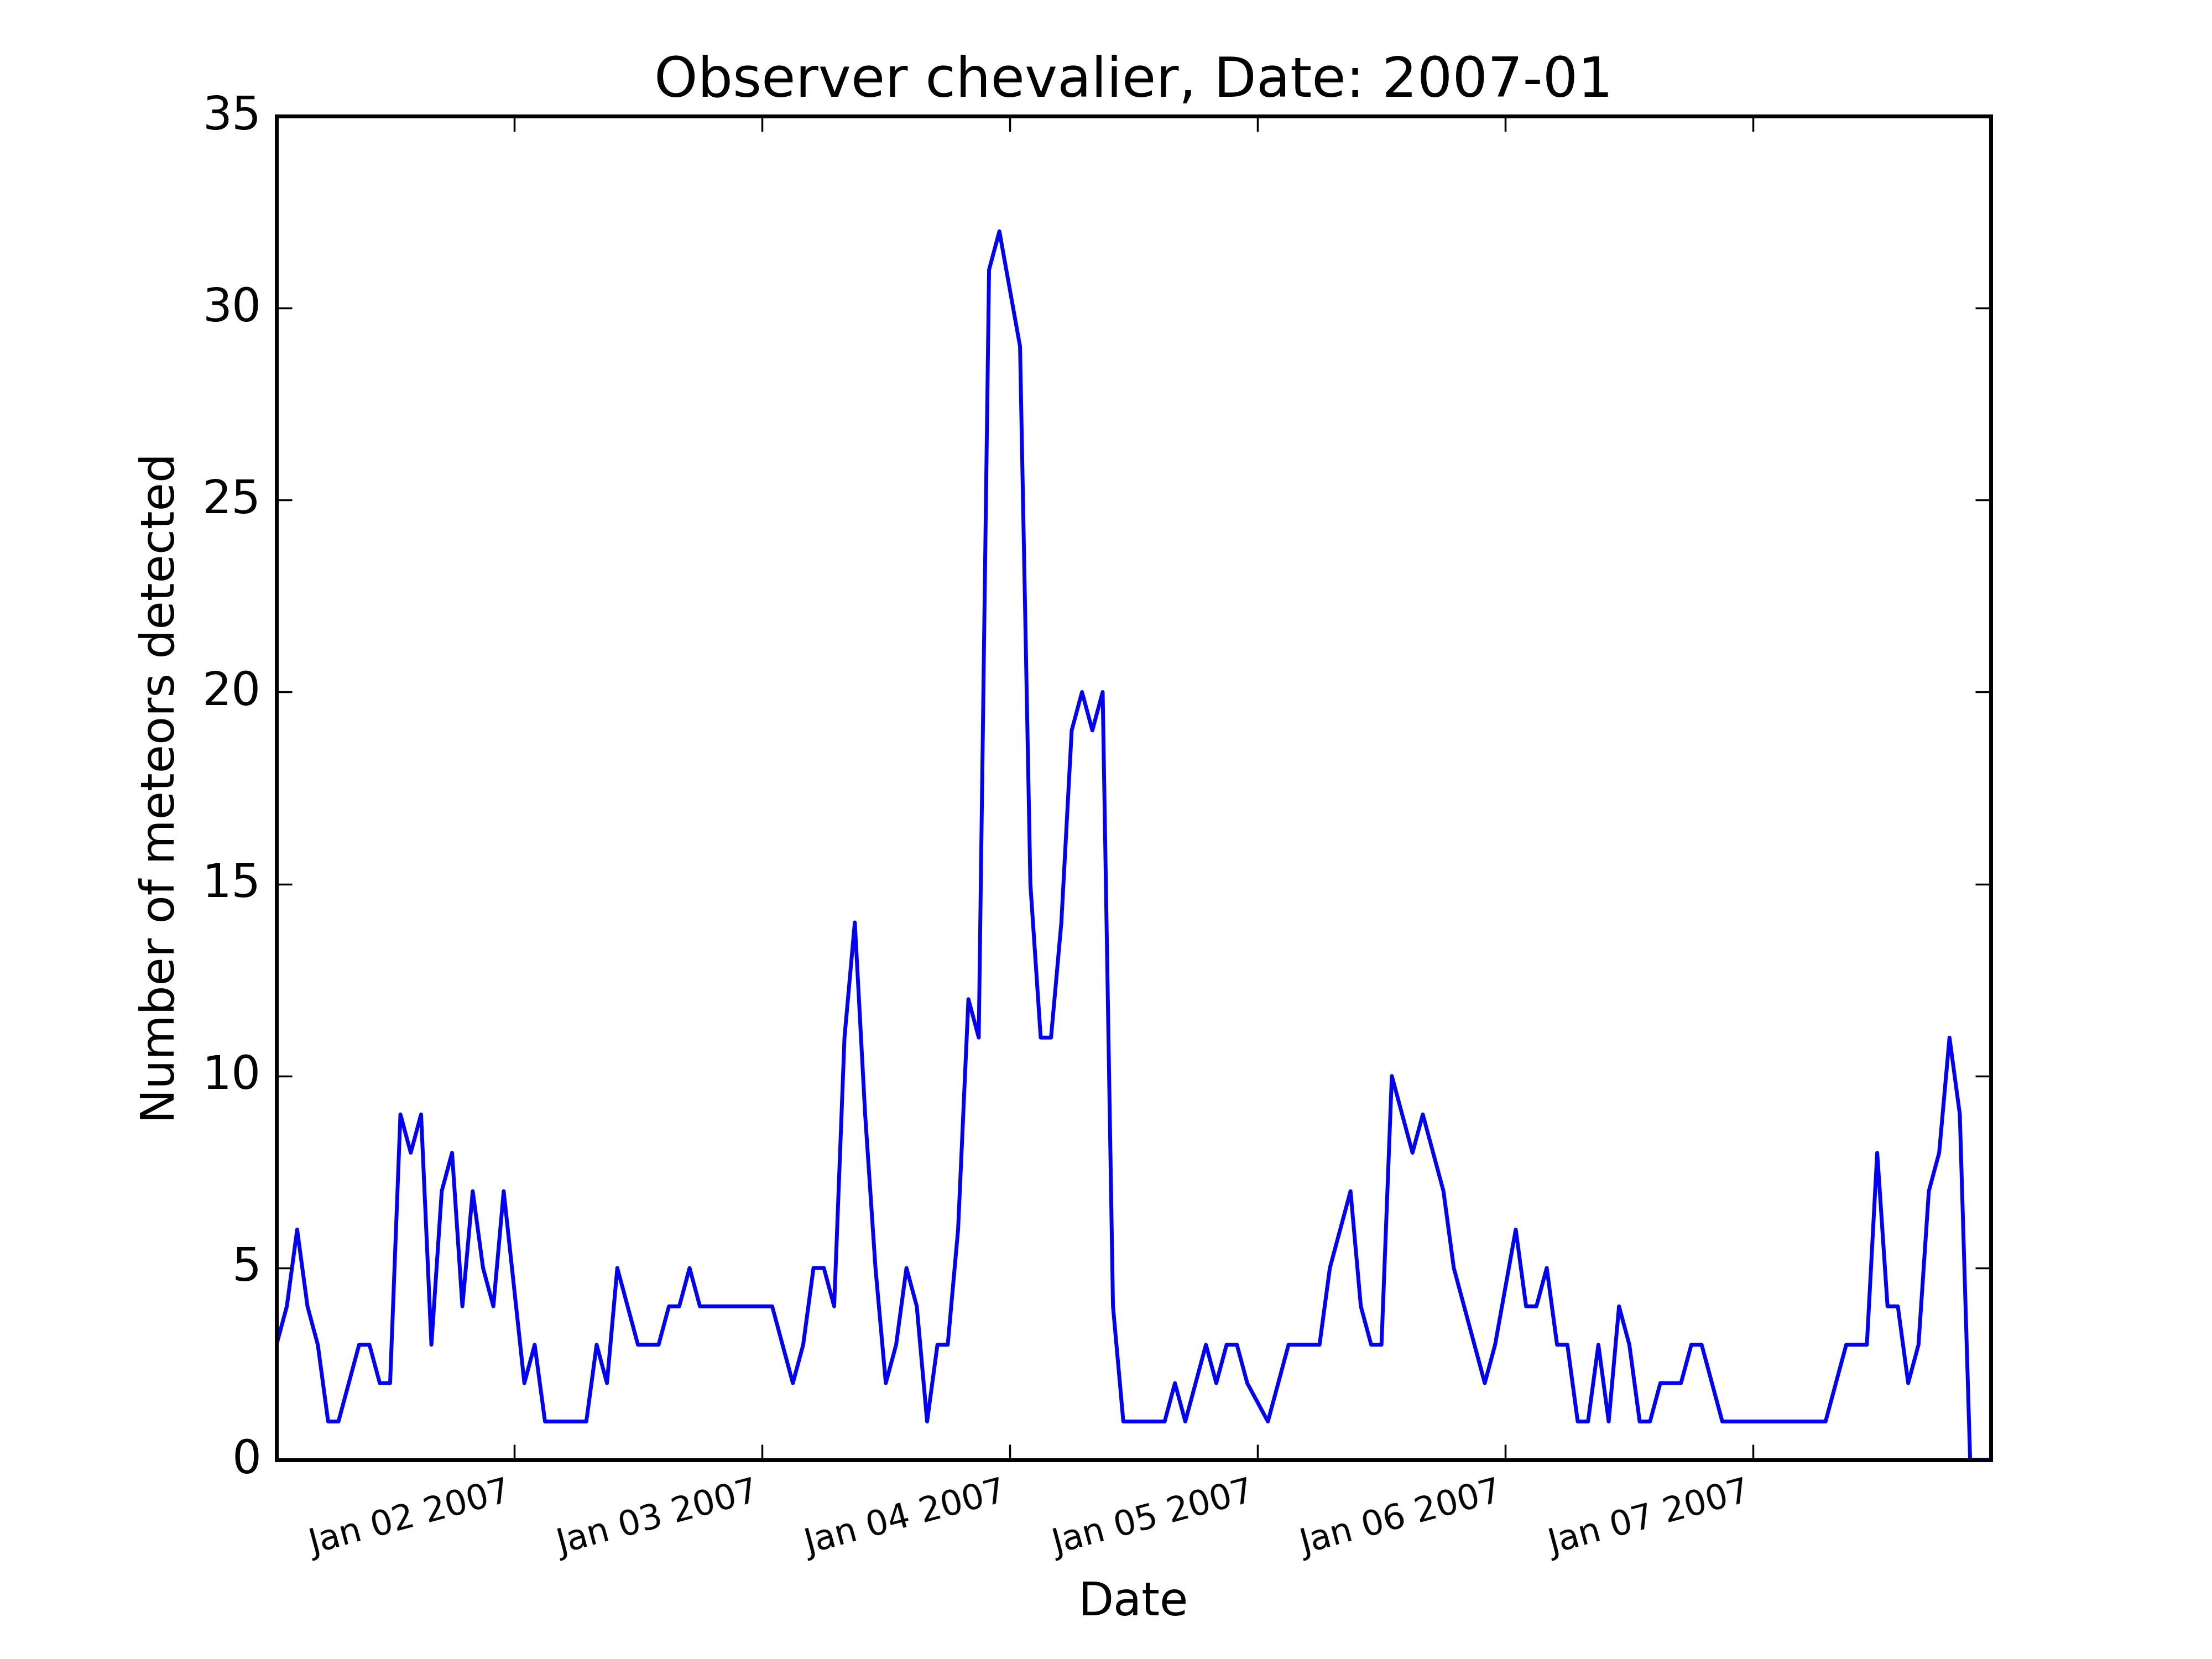 Observer chevalier, Date: 2007-01
Number of meteors detected
35
30
25
20
15
10
5
0
Jan 02 2007
Jan 03 2007
Jan 04 2007
Jan 05 2007
Jan 06 2007
Jan 07 2007
Date